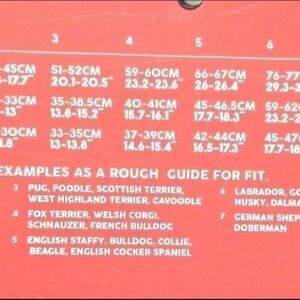 3 4 5 6
-45CM 51-52CM 59-60CM 66-67CM 76-77
-17.7" 20.1-20.5" 23.2-23.6" 26-26.4" 29.3-3
-33CM 35-38.5CM 40-41CM 45-46.5CM 59-6
13" 13.8-15.2" 15.7-16.1" 17.7-18.3" 23.2
30CM 33-35CM 37-39CM 42-44CM 45-4
.8" 13-14" 14.6-15.4" 16.5-17.3" 17.7
EXAMPLES AS A ROUGH GUIDE FOR FIT.
3 PUG, POODLE, SCOTTISH TERRIER,
WEST HIGHLAND TERRIER, CAVOODLE
4 FOX TERRIER, WELSH CORGI,
SCHNAUZER, FRENCH BULLDOG
5 ENGLISH STAFFY, BULLDOG, COLLIE,
BEAGLE, ENGLISH COCKER SPANIEL
6 LABRADOR, GO
HUSKY, DALMA
7 GERMAN SHEP
DOBERMAN